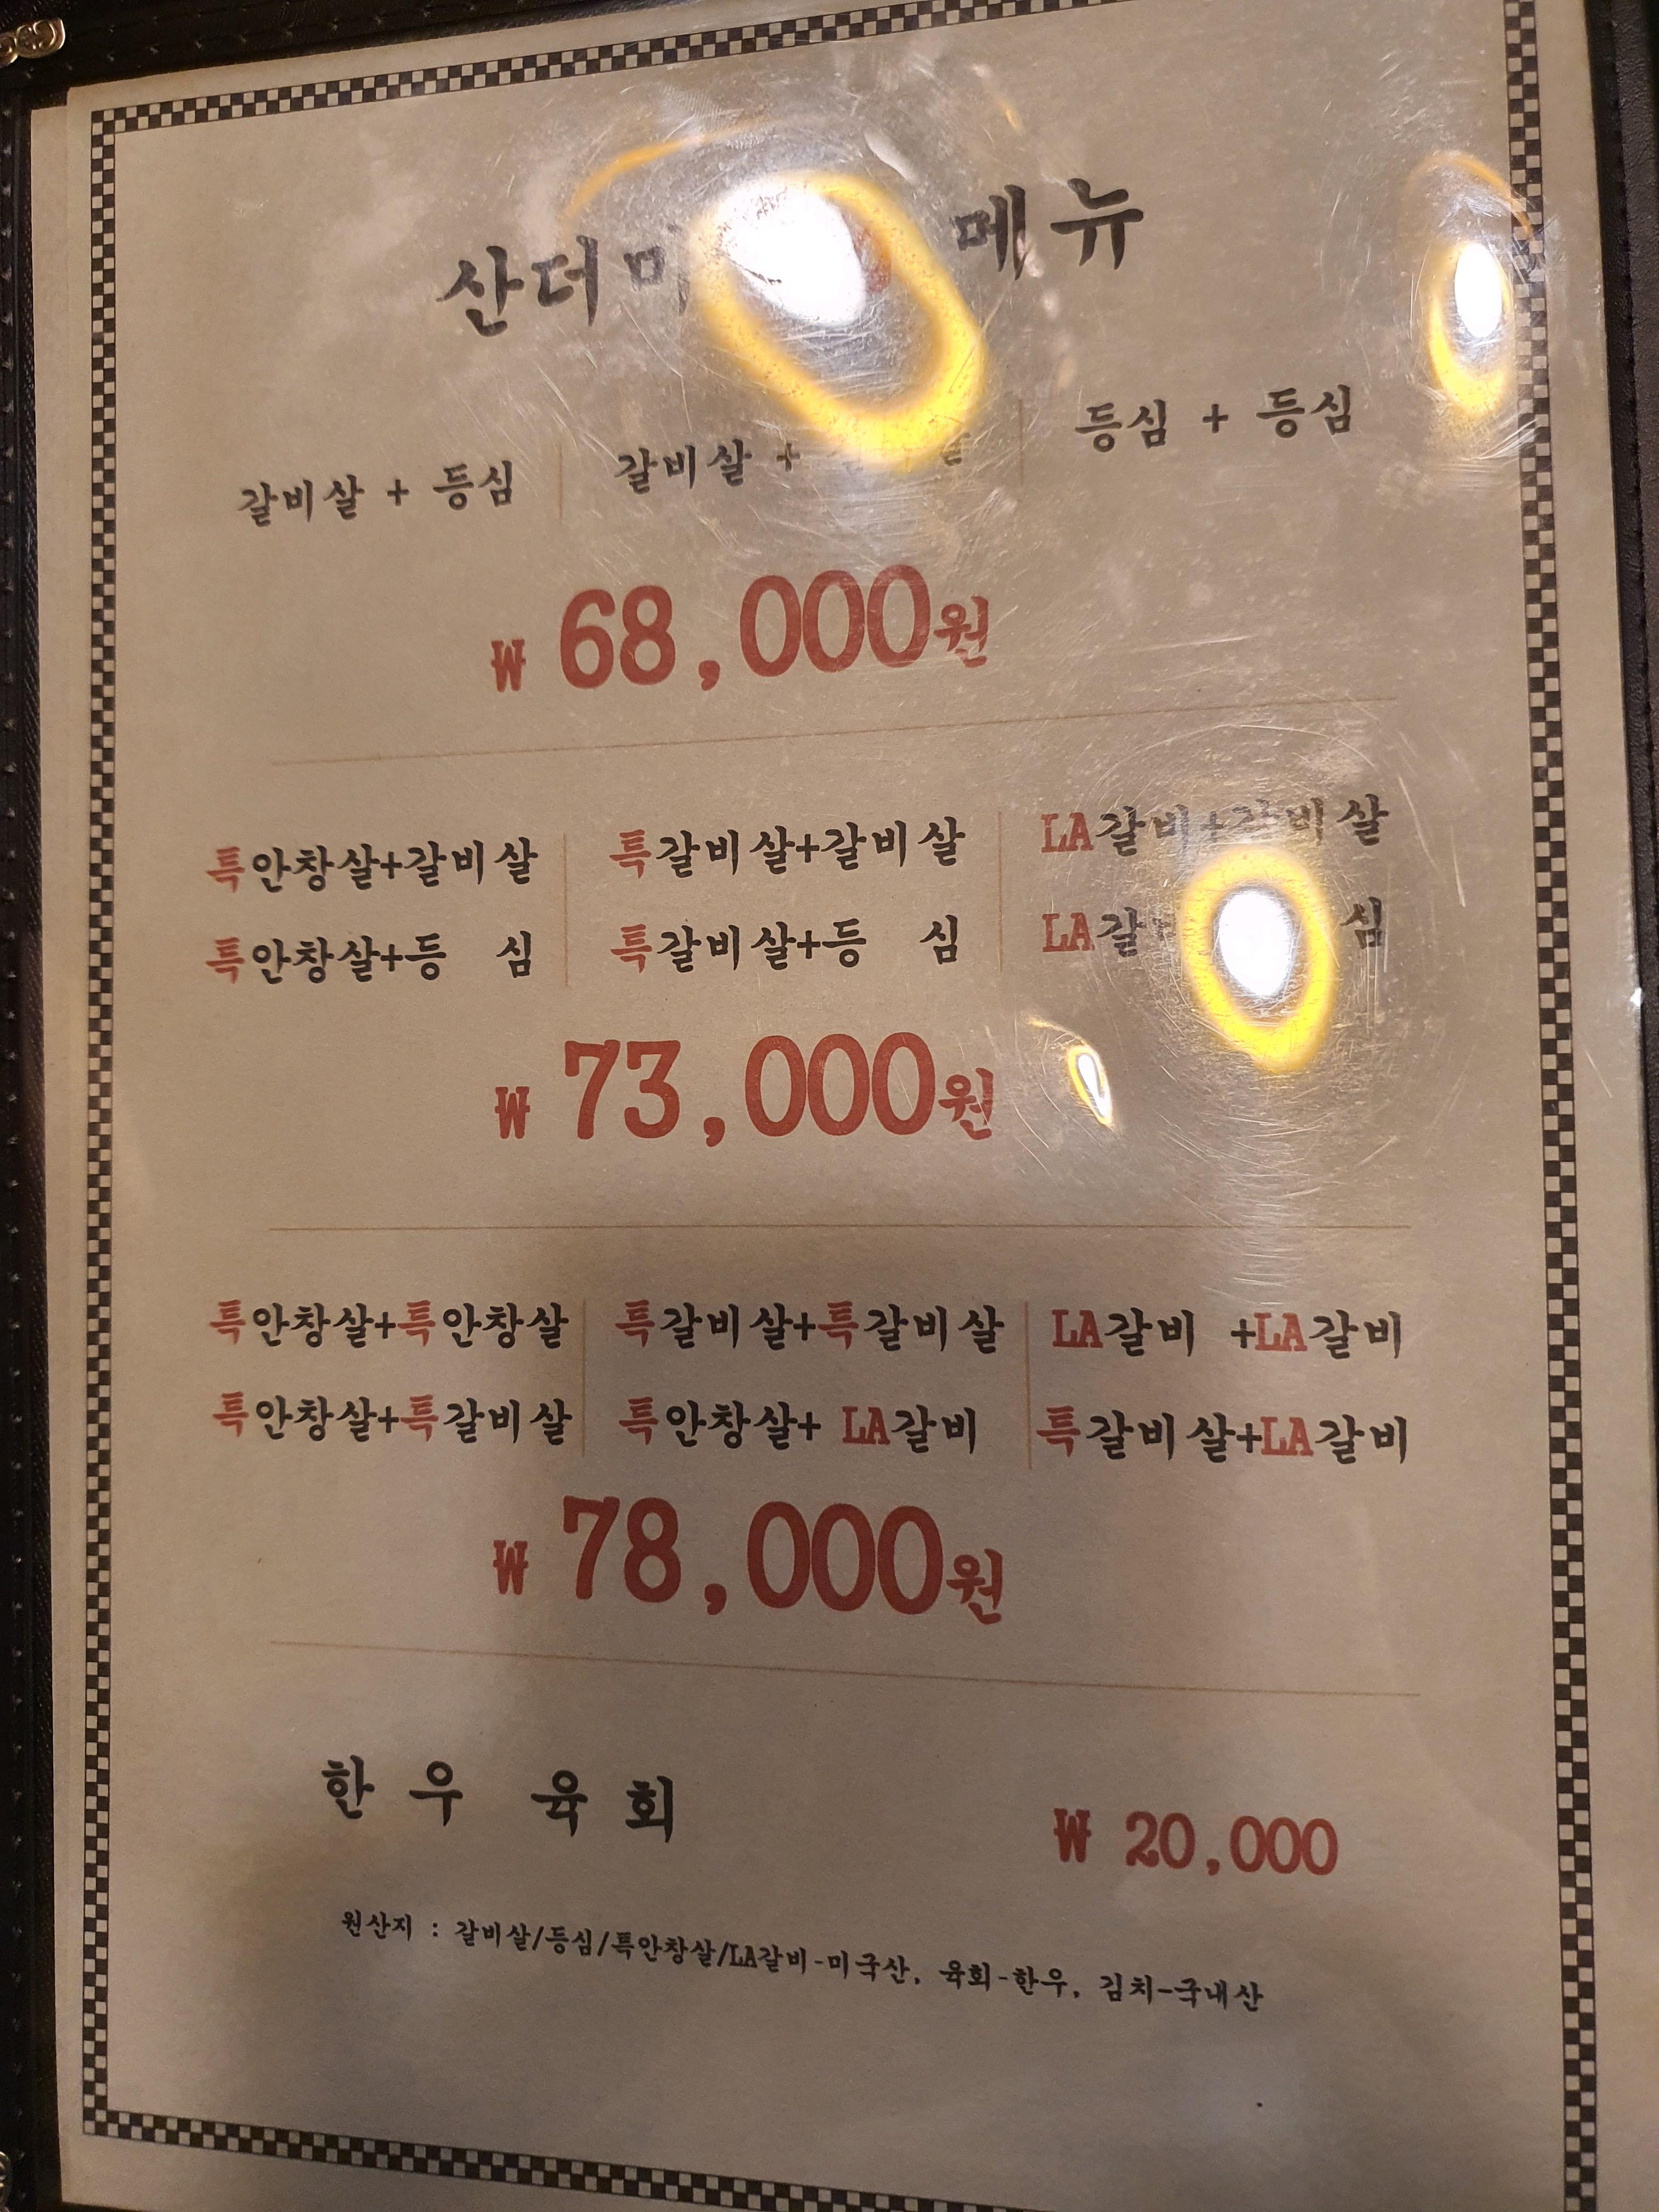 산더미 메뉴
갈비살 + 등심 갈비살 + 등심 + 등심
₩ 68,000원
특안창살+갈비살 특갈비살+갈비살 LA갈비+갈비살
특안창살+등 심 특갈비살+등 심 LA갈 심
₩ 73,000원
특안창살+특안창살 특갈비살+특갈비살 LA갈비 +LA갈비
특안창살+특갈비살 특안창살+ LA갈비 특갈비살+LA갈비
₩ 78,000원
한 우 육 회 ₩ 20,000
원산지 : 갈비살/등심/특안창살/LA갈비-미국산, 육회-한우, 김치-국내산